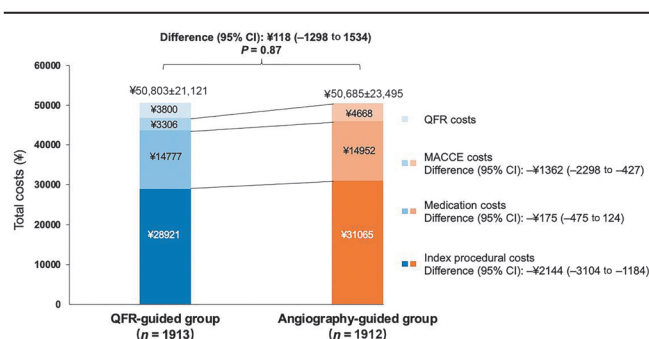 Difference (95% CI): ¥118 (–1298 to 1534)
P = 0.87
60000
50000
40000
30000
20000
10000
0
Total costs (¥)
¥50,803±21,121
¥3800
¥3306
¥14777
¥28921
¥50,685±23,495
¥4668
¥14952
¥31065
QFR-guided group
(n = 1913)
Angiography-guided group
(n = 1912)
QFR costs
MACCE costs
Difference (95% CI): –¥1362 (–2298 to –427)
Medication costs
Difference (95% CI): –¥175 (–475 to 124)
Index procedural costs
Difference (95% CI): –¥2144 (–3104 to –1184)